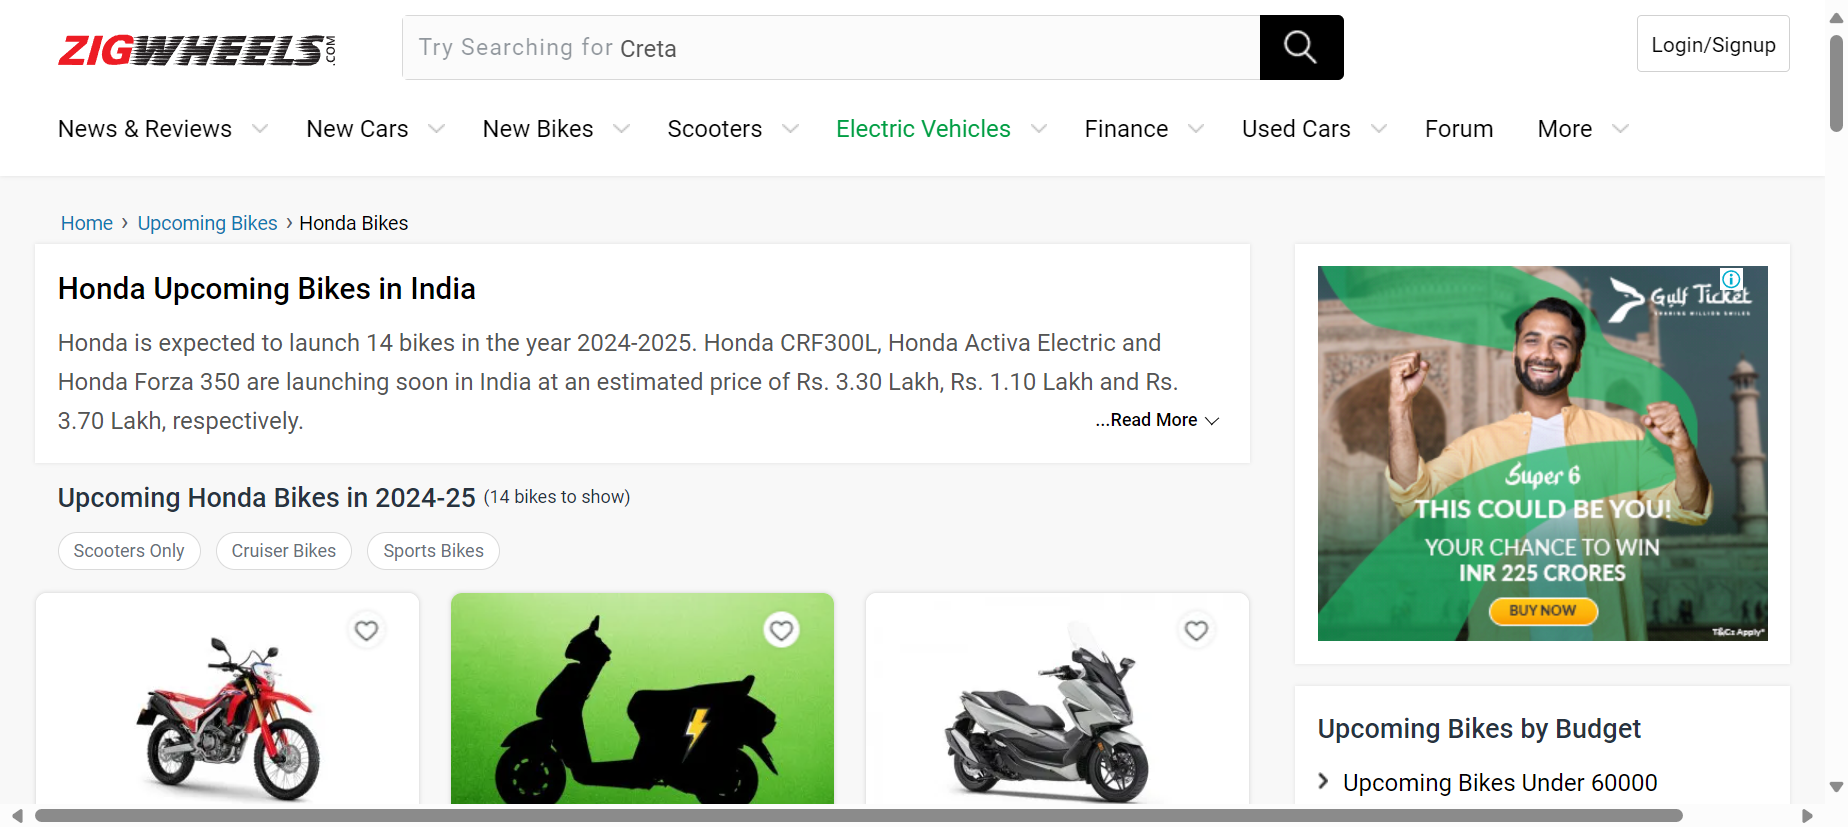 ZIGWHEELS.COM
Try Searching for Creta
Login/Signup
News & Reviews New Cars New Bikes Scooters Electric Vehicles Finance Used Cars Forum More
Home › Upcoming Bikes › Honda Bikes
Honda Upcoming Bikes in India
Honda is expected to launch 14 bikes in the year 2024-2025. Honda CRF300L, Honda Activa Electric and
Honda Forza 350 are launching soon in India at an estimated price of Rs. 3.30 Lakh, Rs. 1.10 Lakh and Rs.
3.70 Lakh, respectively.
...Read More
Upcoming Honda Bikes in 2024-25 (14 bikes to show)
Scooters Only Cruiser Bikes Sports Bikes
Gulf Ticket
SHARING MILLION SMILES
Super 6
THIS COULD BE YOU!
YOUR CHANCE TO WIN
INR 225 CRORES
BUY NOW
T&Cz Apply*
Upcoming Bikes by Budget
Upcoming Bikes Under 60000